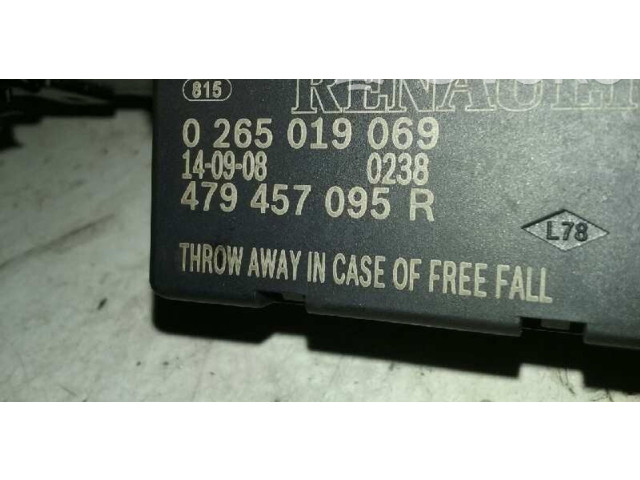 815 RENAULT
0 265 019 069
14-09-08 0238
479 457 095 R
L78
THROW AWAY IN CASE OF FREE FALL